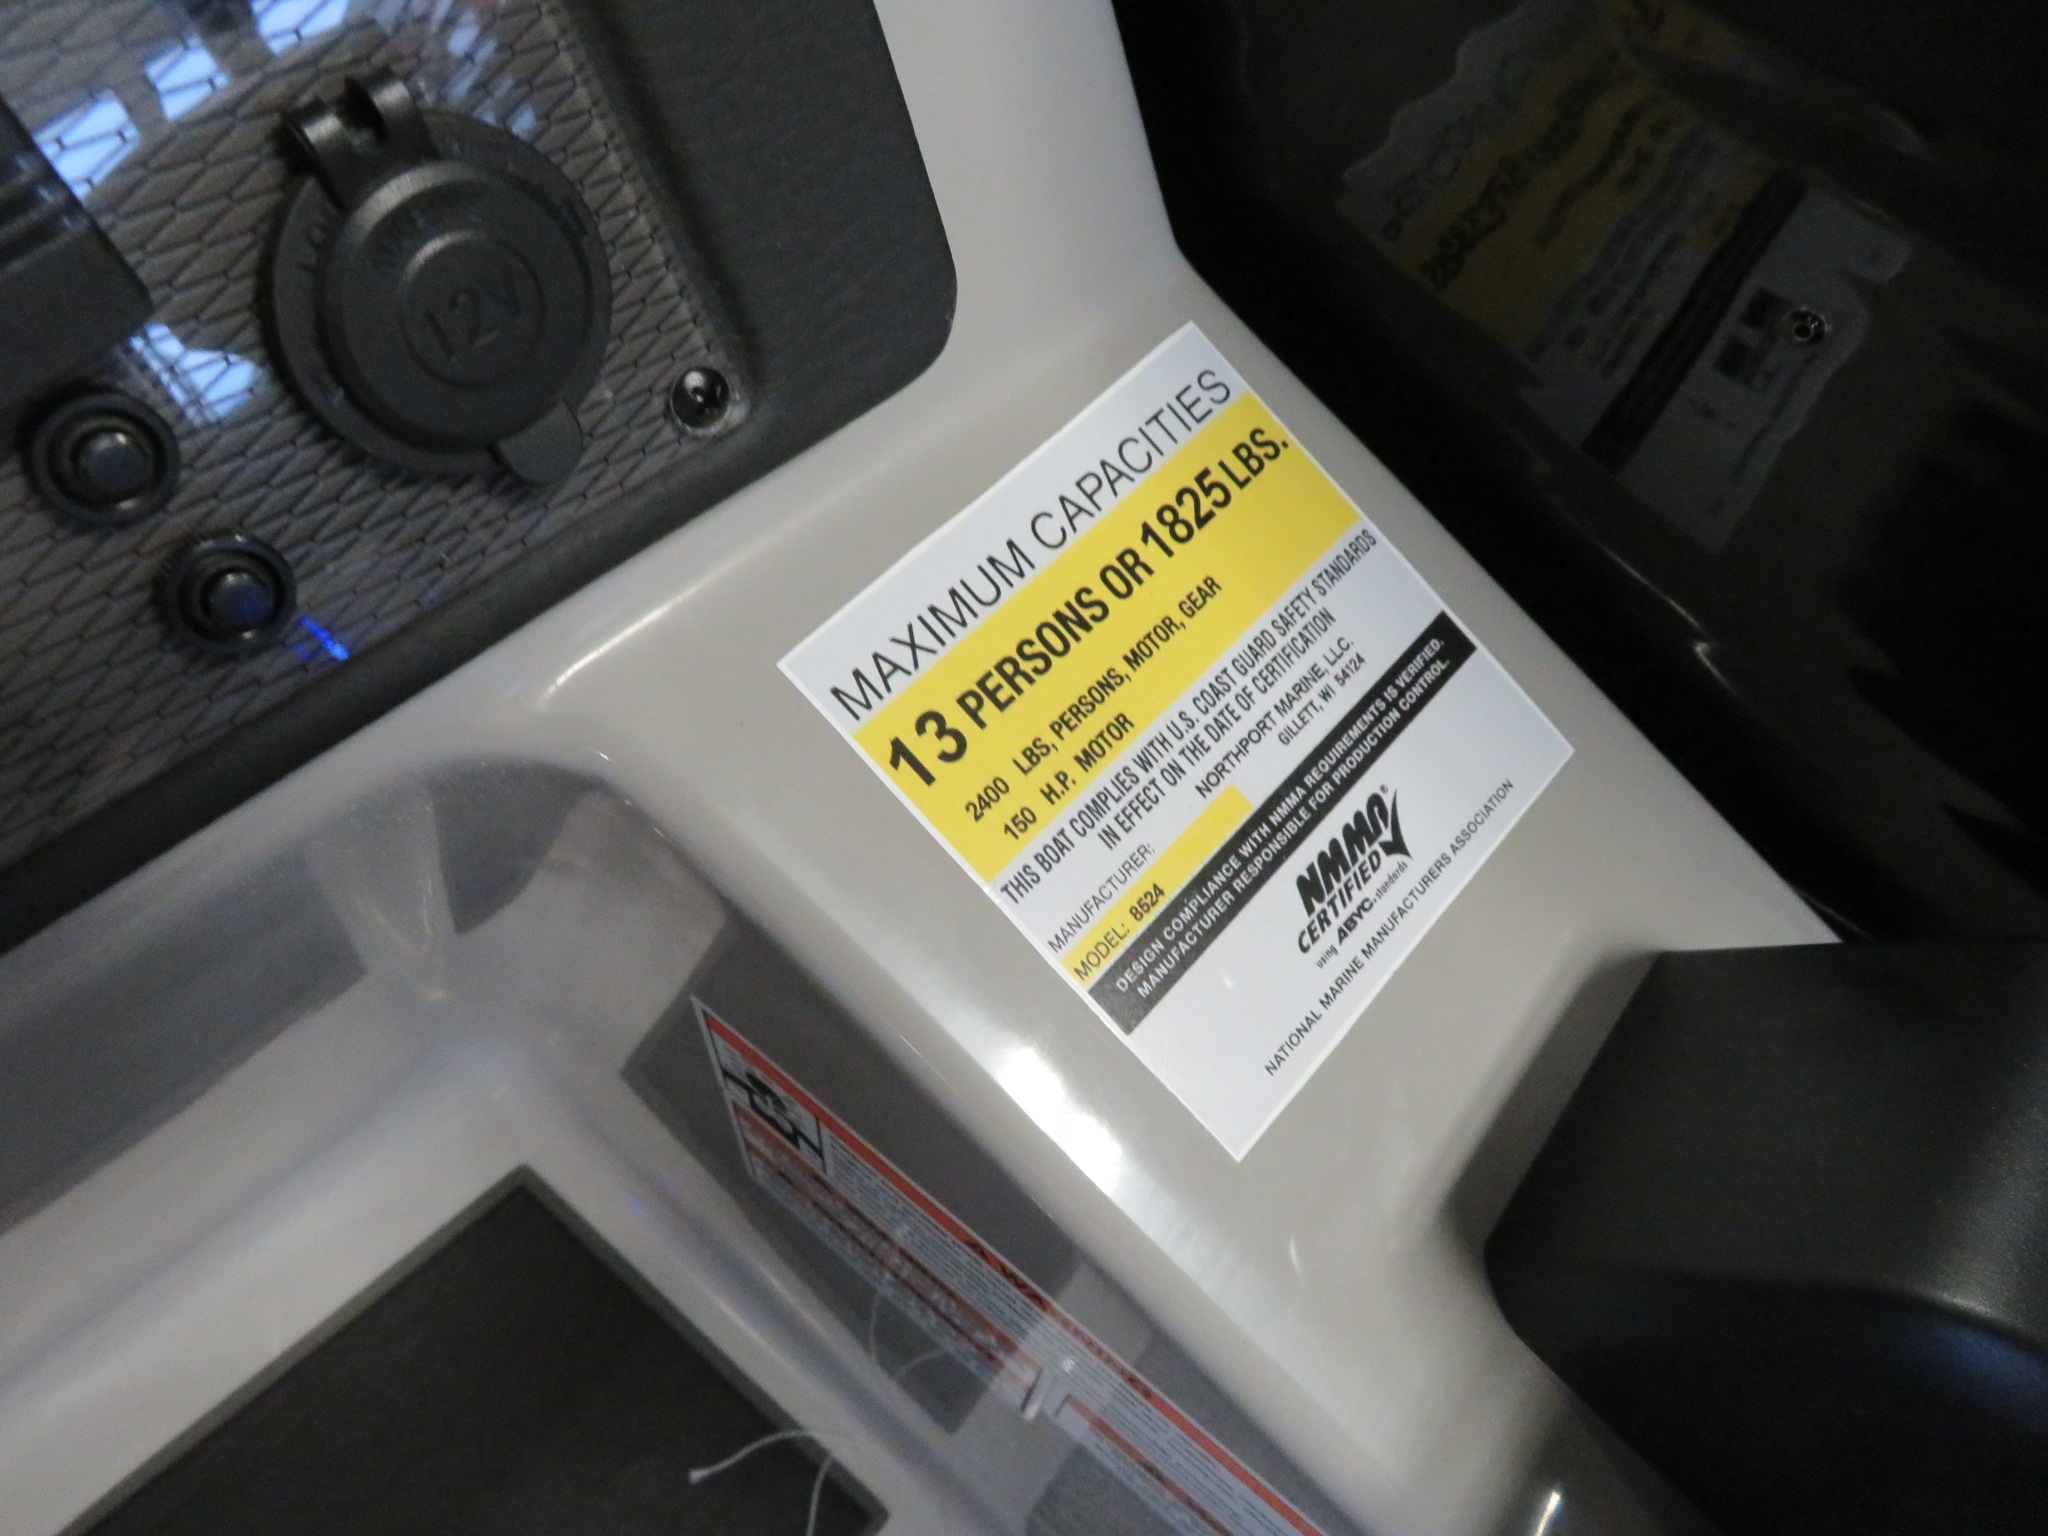 12V
MAXIMUM CAPACITIES
13 PERSONS OR 1825 LBS.
2400 LBS, PERSONS, MOTOR, GEAR
150 H.P. MOTOR
THIS BOAT COMPLIES WITH U.S. COAST GUARD SAFETY STANDARDS
IN EFFECT ON THE DATE OF CERTIFICATION
MANUFACTURER: NORTHPORT MARINE, LLC.
GILLETT, WI 54124
MODEL: 8524
DESIGN COMPLIANCE WITH NMMA REQUIREMENTS IS VERIFIED.
MANUFACTURER RESPONSIBLE FOR PRODUCTION CONTROL.
NMMA®
CERTIFIED
using ABYC. standards
NATIONAL MARINE MANUFACTURERS ASSOCIATION